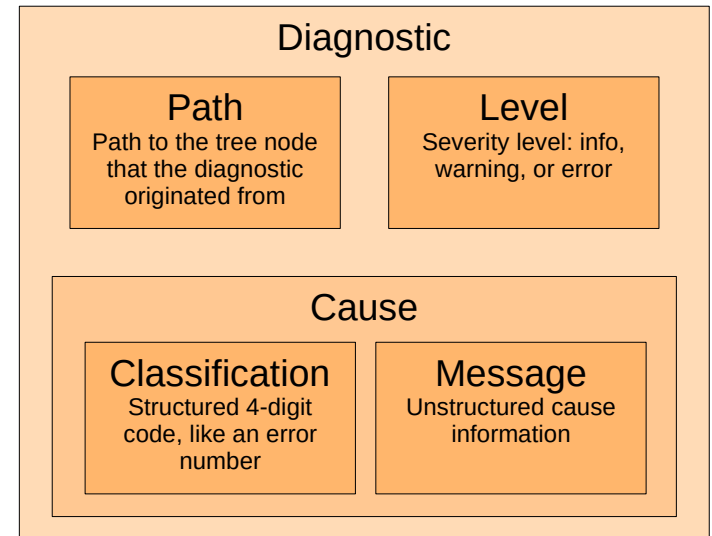 Diagnostic
Path
Path to the tree node
that the diagnostic
originated from
Level
Severity level: info,
warning, or error
Cause
Classification
Structured 4-digit
code, like an error
number
Message
Unstructured cause
information